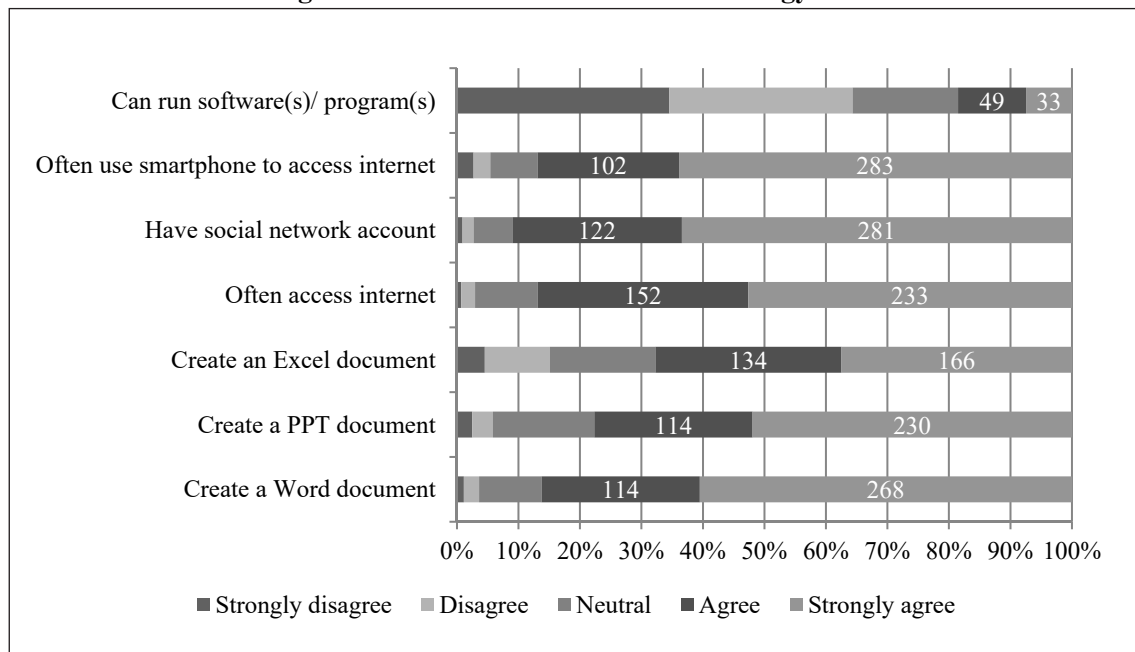 Can run software(s)/ program(s) 49 33
Often use smartphone to access internet 102 283
Have social network account 122 281
Often access internet 152 233
Create an Excel document 134 166
Create a PPT document 114 230
Create a Word document 114 268
0% 10% 20% 30% 40% 50% 60% 70% 80% 90% 100%
Strongly disagree Disagree Neutral Agree Strongly agree